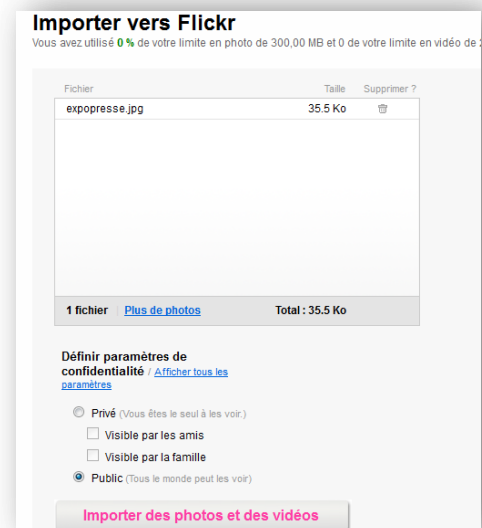 Importer vers Flickr
Vous avez utilisé 0 % de votre limite en photo de 300,00 MB et 0 de votre limite en vidéo de
Fichier Taille Supprimer ?
expopresse.jpg 35.5 Ko
1 fichier Plus de photos Total : 35.5 Ko
Définir paramètres de
confidentialité / Afficher tous les
paramètres
Privé (Vous êtes le seul à les voir.)
Visible par les amis
Visible par la famille
Public (Tous le monde peut les voir)
Importer des photos et des vidéos